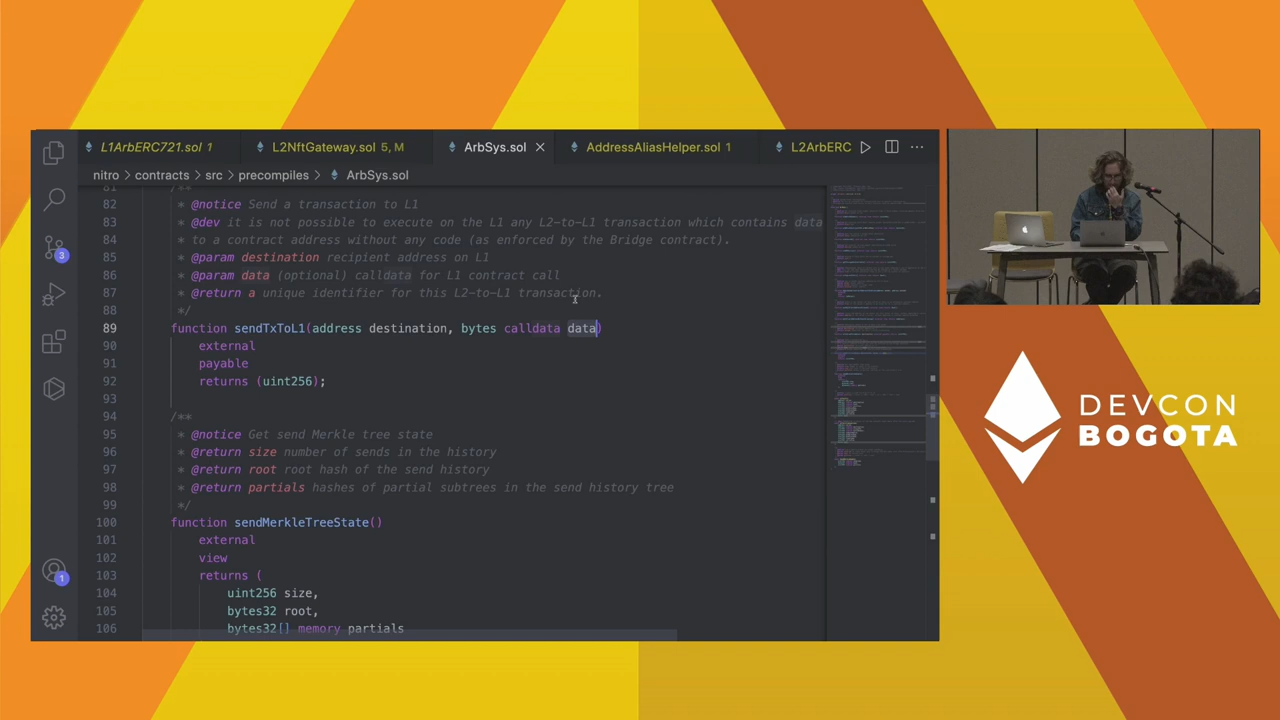 L1ArbERC721.sol 1
L2NftGateway.sol 5, M
ArbSys.sol
AddressAliasHelper.sol 1
L2ArbERC
nitro > contracts > src > precompiles > ArbSys.sol
81 /**
82 * @notice Send a transaction to L1
83 * @dev it is not possible to execute on the L1 any L2-to-L1 transaction which contains data
84 * to a contract address without any code (as enforced by the Bridge contract).
85 * @param destination recipient address on L1
86 * @param data (optional) calldata for L1 contract call
87 * @return a unique identifier for this L2-to-L1 transaction.
88 */
89 function sendTxToL1(address destination, bytes calldata data)
90 external
91 payable
92 returns (uint256);
93
94 /**
95 * @notice Get send Merkle tree state
96 * @return size number of sends in the history
97 * @return root root hash of the send history
98 * @return partials hashes of partial subtrees in the send history tree
99 */
100 function sendMerkleTreeState()
101 external
102 view
103 returns (
104 uint256 size,
105 bytes32 root,
106 bytes32[] memory partials
3
1
DEVCON
BOGOTA